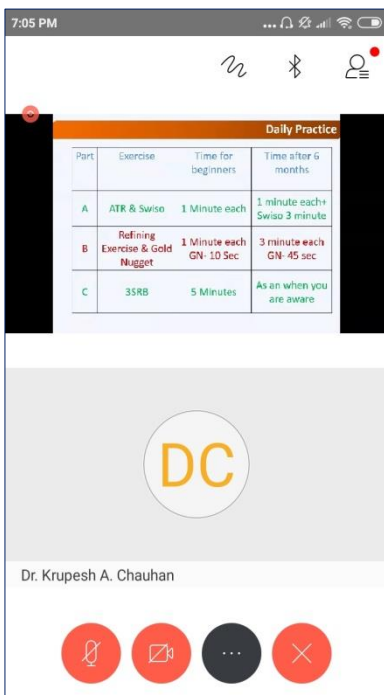 7:05 PM
Daily Practice
Part Exercise Time for beginners Time after 6 months
A ATR & Swiso 1 Minute each 1 minute each+ Swiso 3 minute
B Refining Exercise & Gold Nugget 1 Minute each GN- 10 Sec 3 minute each GN- 45 sec
C 3SRB 5 Minutes As an when you are aware
DC
Dr. Krupesh A. Chauhan